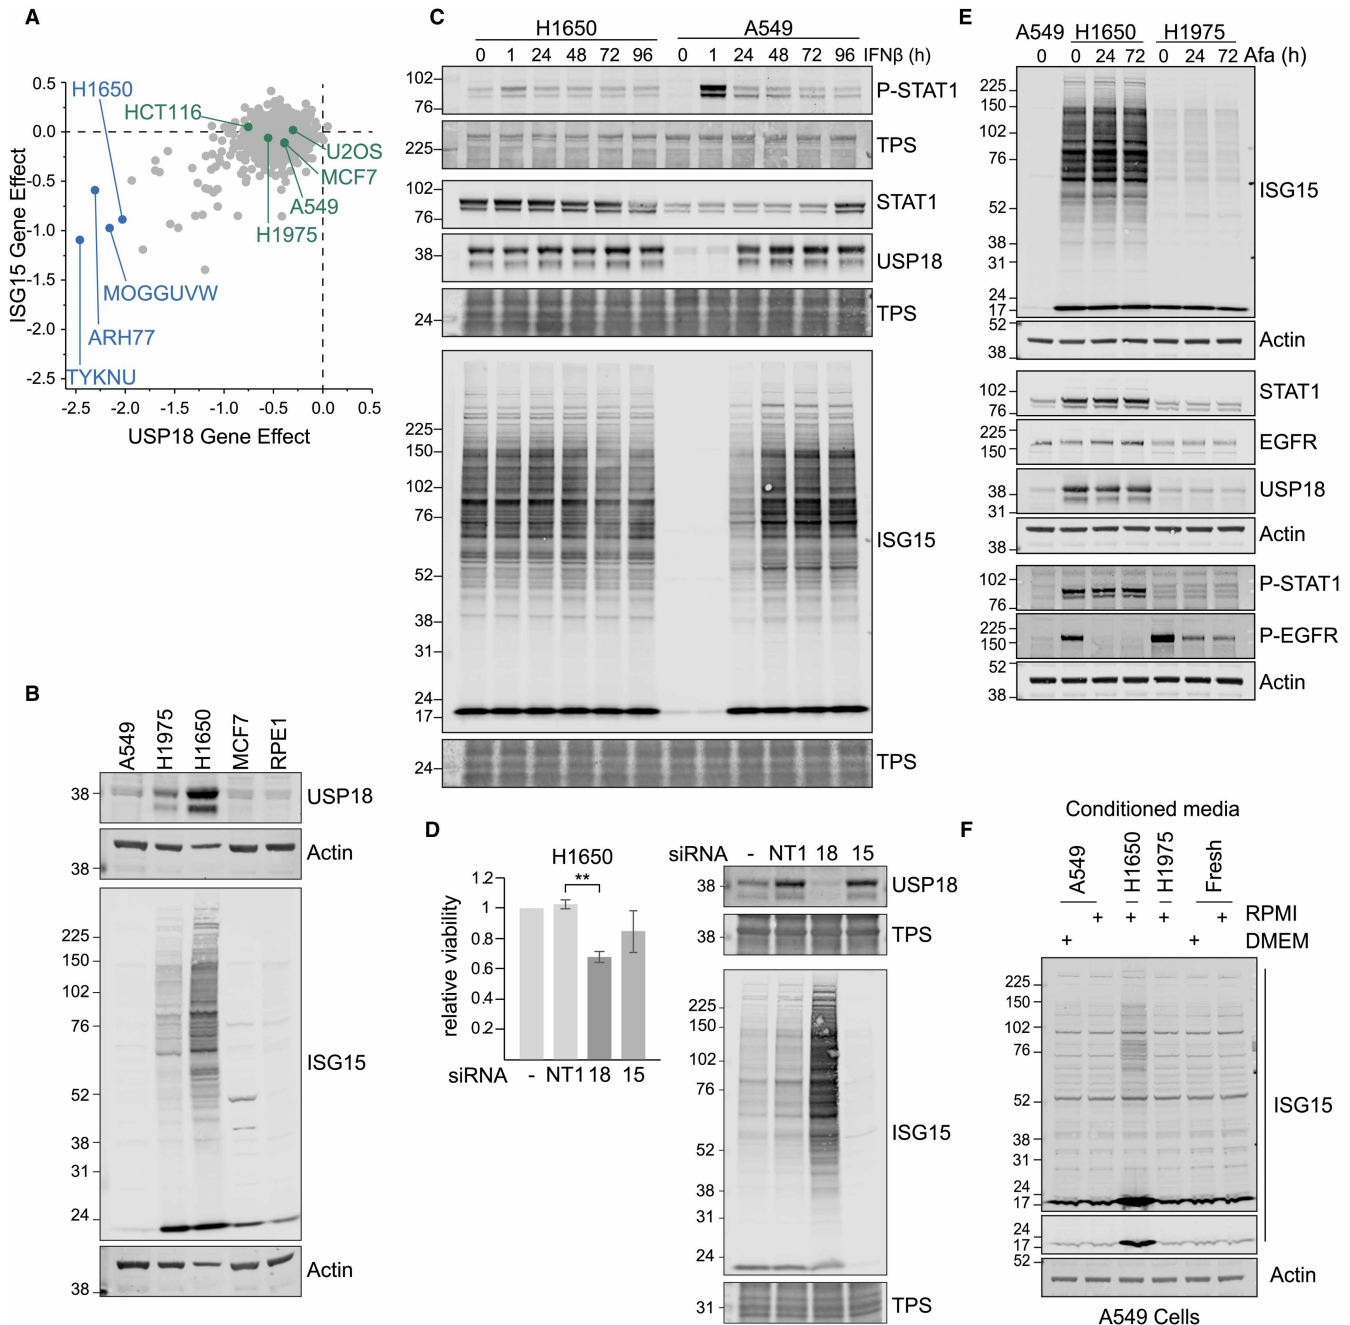 A
0.5
0.0
-0.5
-1.0
-1.5
-2.0
-2.5
ISG15 Gene Effect
H1650
HCT116
U2OS
MCF7
A549
H1975
MOGGUVW
ARH77
TYKNU
-2.5 -2.0 -1.5 -1.0 -0.5 0.0 0.5
USP18 Gene Effect
B
A549 H1975 H1650 MCF7 RPE1
38 USP18
Actin
38
225
150
102
76
52
38
31
24
ISG15
Actin
38
C
H1650 A549
0 1 24 48 72 96 0 1 24 48 72 96 IFNβ (h)
102
76
P-STAT1
225
TPS
102
76
STAT1
38
USP18
24
TPS
225
150
102
76
52
38
31
24
17
ISG15
24
TPS
D
H1650
**
1.2
1
0.8
0.6
0.4
0.2
relative viability
siRNA - NT1 18 15
siRNA - NT1 18 15
38 USP18
38 TPS
225
150
102
76
52
38
31
24
ISG15
31 TPS
E
A549 H1650 H1975
0 0 24 72 0 24 72 Afa (h)
225
150
102
76
52
38
31
24
17
ISG15
52
38
Actin
102
76
STAT1
225
150
EGFR
38
31
USP18
38
Actin
102
76
P-STAT1
225
150
P-EGFR
52
38
Actin
F
Conditioned media
A549 H1650 H1975 Fresh
+ + + + RPMI
+ + DMEM
225
150
102
76
52
38
31
24
17
ISG15
24
17
52
Actin
A549 Cells